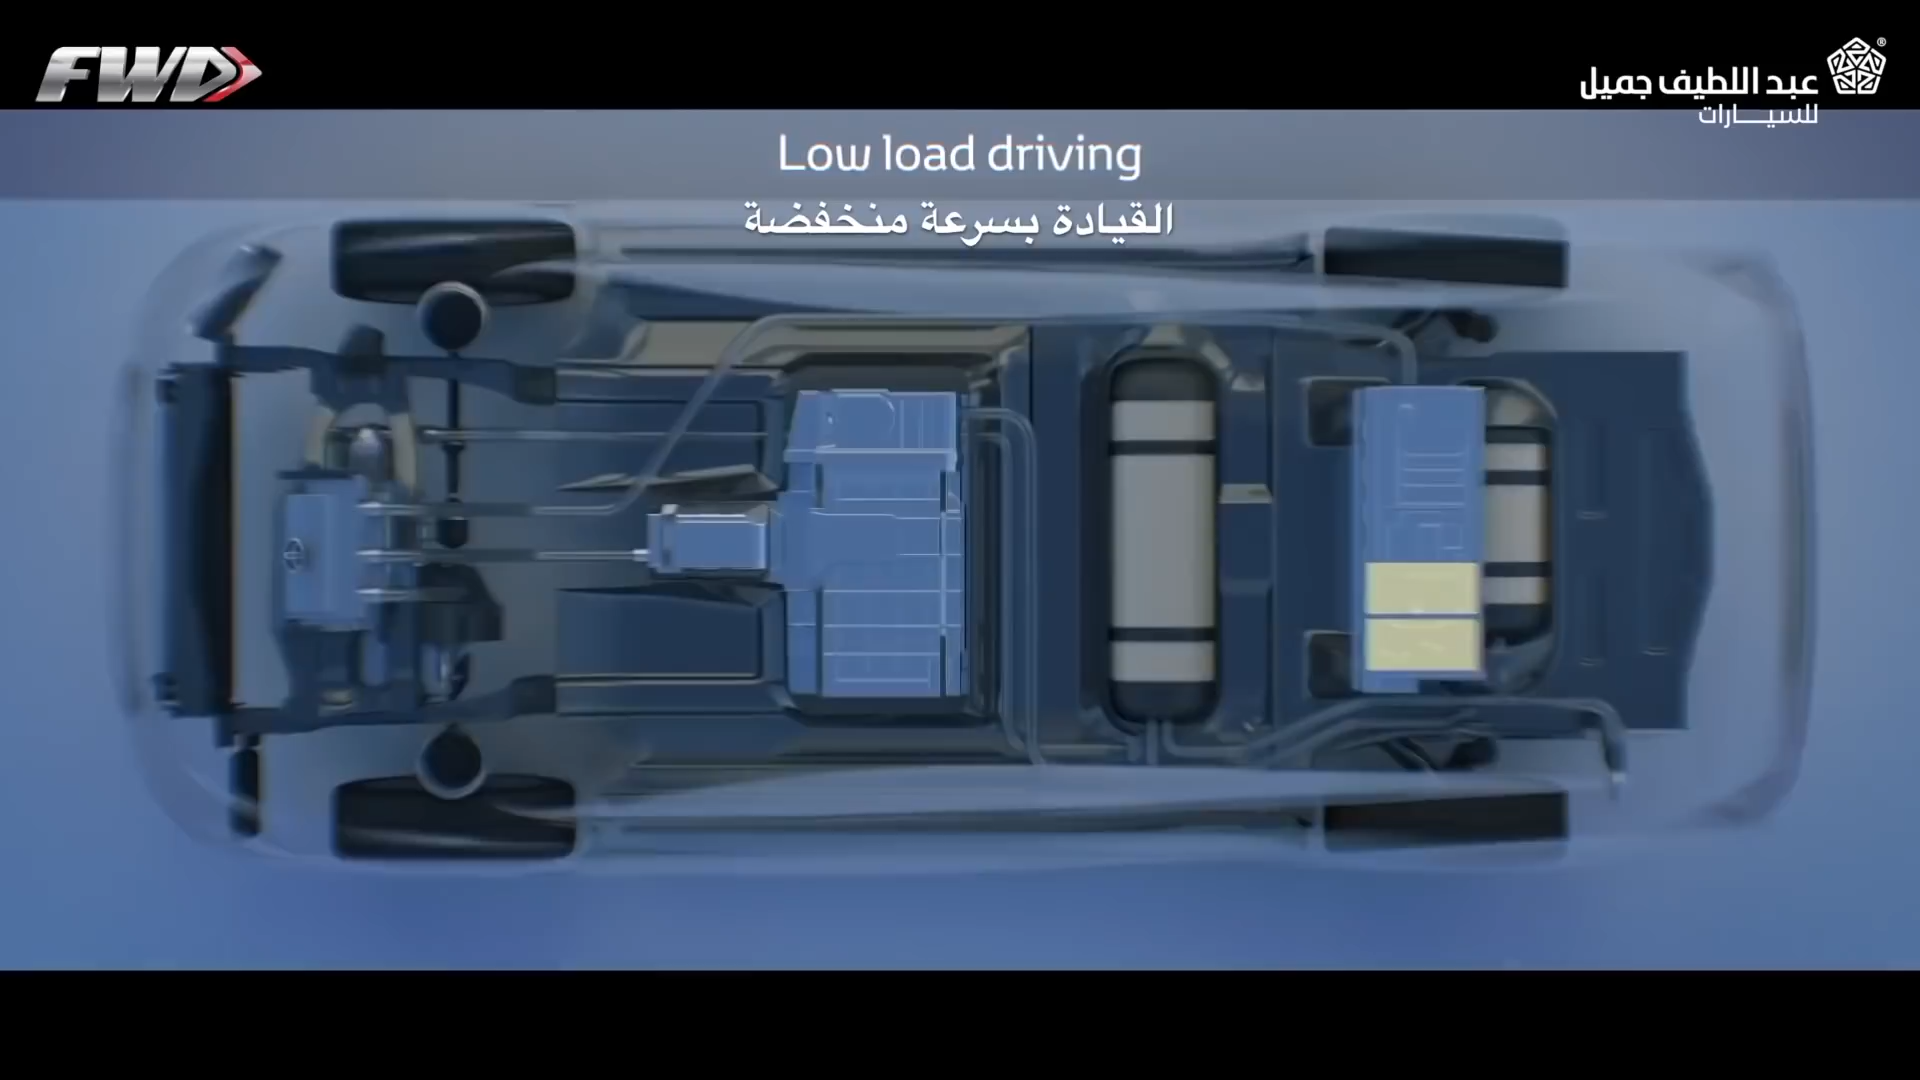 FWD
عبد اللطيف جميل
للسيـــارات
Low load driving
القيادة بسرعة منخفضة